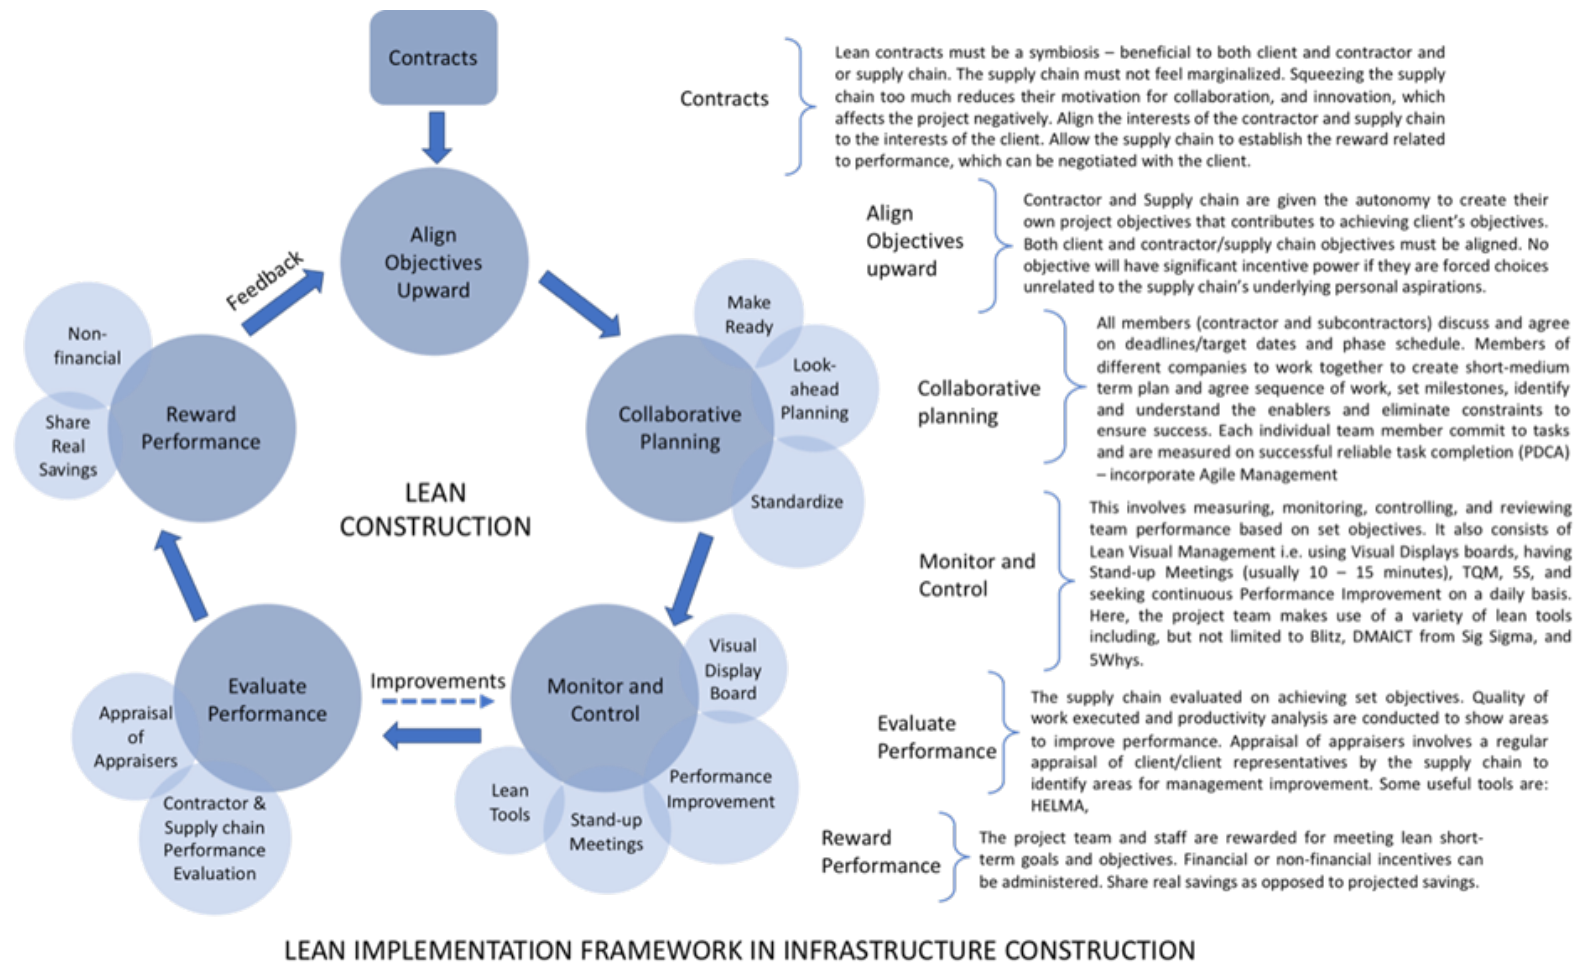 Contracts
Align
Objectives
Upward
Feedback
Make
Ready
Look-
ahead
Planning
Collaborative
Planning
Standardize
Non-
financial
Reward
Performance
Share
Real
Savings
LEAN
CONSTRUCTION
Visual
Display
Board
Monitor and
Control
Performance
Improvement
Stand-up
Meetings
Lean
Tools
Improvements
Evaluate
Performance
Appraisal
of
Appraisers
Contractor &
Supply chain
Performance
Evaluation
Contracts
Lean contracts must be a symbiosis – beneficial to both client and contractor and
or supply chain. The supply chain must not feel marginalized. Squeezing the supply
chain too much reduces their motivation for collaboration, and innovation, which
affects the project negatively. Align the interests of the contractor and supply chain
to the interests of the client. Allow the supply chain to establish the reward related
to performance, which can be negotiated with the client.
Align
Objectives
upward
Contractor and Supply chain are given the autonomy to create their
own project objectives that contributes to achieving client's objectives.
Both client and contractor/supply chain objectives must be aligned. No
objective will have significant incentive power if they are forced choices
unrelated to the supply chain's underlying personal aspirations.
Collaborative
planning
All members (contractor and subcontractors) discuss and agree
on deadlines/target dates and phase schedule. Members of
different companies to work together to create short-medium
term plan and agree sequence of work, set milestones, identify
and understand the enablers and eliminate constraints to
ensure success. Each individual team member commit to tasks
and are measured on successful reliable task completion (PDCA)
– incorporate Agile Management
Monitor and
Control
This involves measuring, monitoring, controlling, and reviewing
team performance based on set objectives. It also consists of
Lean Visual Management i.e. using Visual Displays boards, having
Stand-up Meetings (usually 10 – 15 minutes), TQM, 5S, and
seeking continuous Performance Improvement on a daily basis.
Here, the project team makes use of a variety of lean tools
including, but not limited to Blitz, DMAICT from Sig Sigma, and
5Whys.
Evaluate
Performance
The supply chain evaluated on achieving set objectives. Quality of
work executed and productivity analysis are conducted to show areas
to improve performance. Appraisal of appraisers involves a regular
appraisal of client/client representatives by the supply chain to
identify areas for management improvement. Some useful tools are:
HELMA,
Reward
Performance
The project team and staff are rewarded for meeting lean short-
term goals and objectives. Financial or non-financial incentives can
be administered. Share real savings as opposed to projected savings.
LEAN IMPLEMENTATION FRAMEWORK IN INFRASTRUCTURE CONSTRUCTION